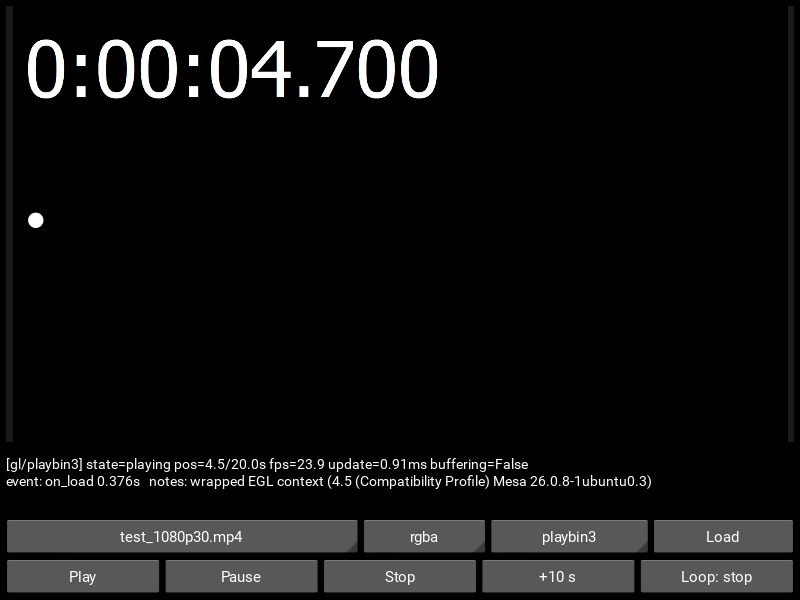 0:00:04.700
[gl/playbin3] state=playing pos=4.5/20.0s fps=23.9 update=0.91ms buffering=False
event: on_load 0.376s  notes: wrapped EGL context (4.5 (Compatibility Profile) Mesa 26.0.8-1ubuntu0.3)
test_1080p30.mp4 rgba playbin3 Load
Play Pause Stop +10 s Loop: stop